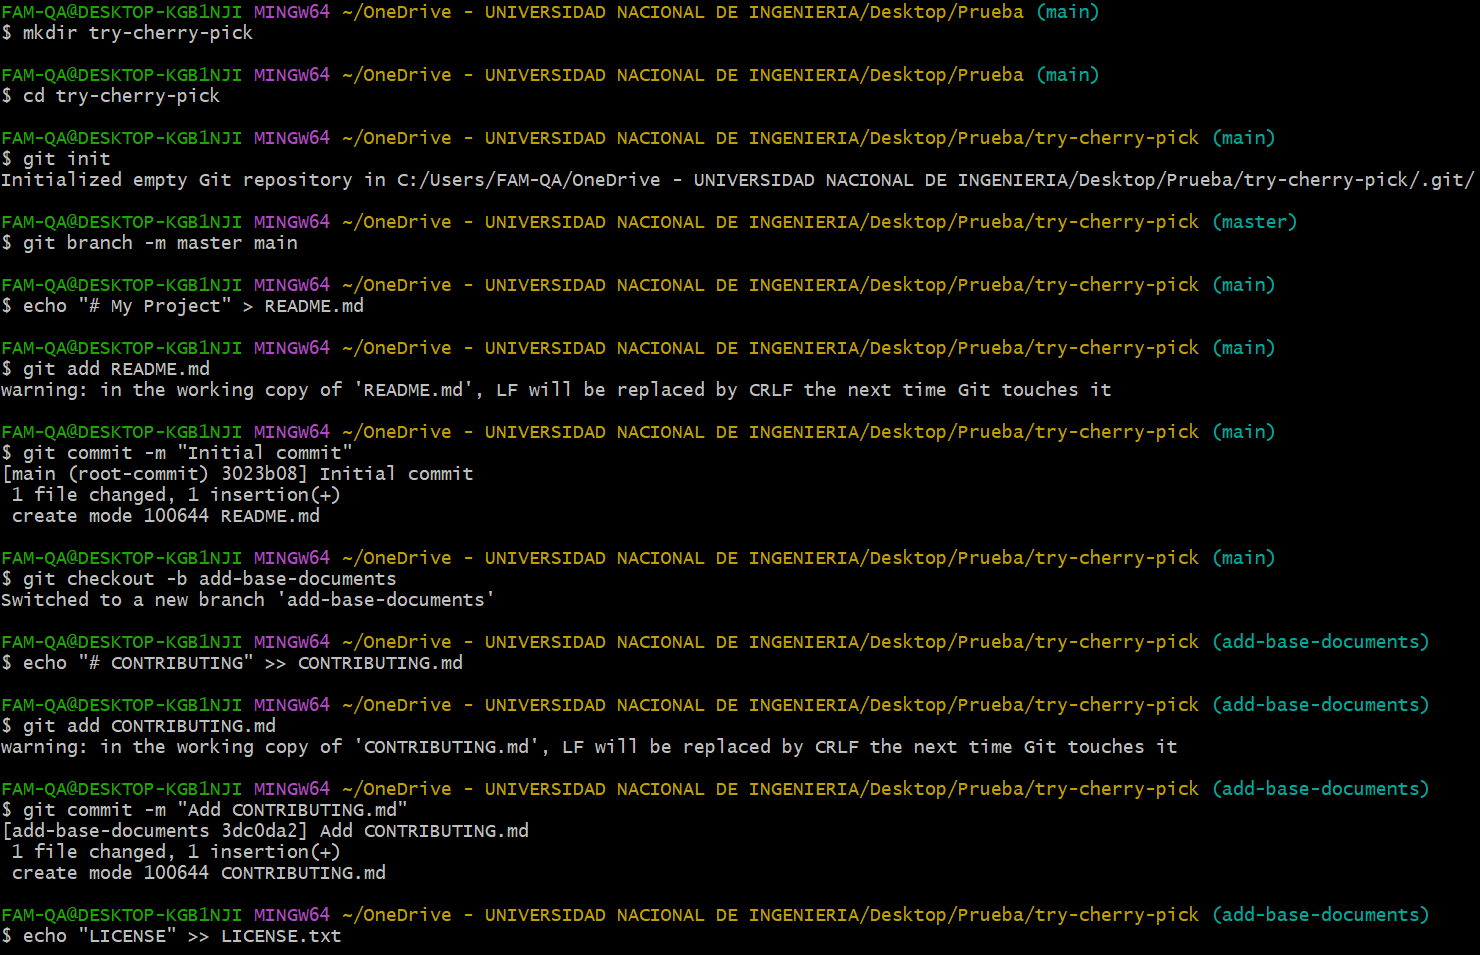 FAM-QA@DESKTOP-KGB1NJI MINGW64 ~/OneDrive - UNIVERSIDAD NACIONAL DE INGENIERIA/Desktop/Prueba (main)
$ mkdir try-cherry-pick
FAM-QA@DESKTOP-KGB1NJI MINGW64 ~/OneDrive - UNIVERSIDAD NACIONAL DE INGENIERIA/Desktop/Prueba (main)
$ cd try-cherry-pick
FAM-QA@DESKTOP-KGB1NJI MINGW64 ~/OneDrive - UNIVERSIDAD NACIONAL DE INGENIERIA/Desktop/Prueba/try-cherry-pick (main)
$ git init
Initialized empty Git repository in C:/Users/FAM-QA/OneDrive - UNIVERSIDAD NACIONAL DE INGENIERIA/Desktop/Prueba/try-cherry-pick/.git/
FAM-QA@DESKTOP-KGB1NJI MINGW64 ~/OneDrive - UNIVERSIDAD NACIONAL DE INGENIERIA/Desktop/Prueba/try-cherry-pick (master)
$ git branch -m master main
FAM-QA@DESKTOP-KGB1NJI MINGW64 ~/OneDrive - UNIVERSIDAD NACIONAL DE INGENIERIA/Desktop/Prueba/try-cherry-pick (main)
$ echo "# My Project" > README.md
FAM-QA@DESKTOP-KGB1NJI MINGW64 ~/OneDrive - UNIVERSIDAD NACIONAL DE INGENIERIA/Desktop/Prueba/try-cherry-pick (main)
$ git add README.md
warning: in the working copy of 'README.md', LF will be replaced by CRLF the next time Git touches it
FAM-QA@DESKTOP-KGB1NJI MINGW64 ~/OneDrive - UNIVERSIDAD NACIONAL DE INGENIERIA/Desktop/Prueba/try-cherry-pick (main)
$ git commit -m "Initial commit"
[main (root-commit) 3023b08] Initial commit
 1 file changed, 1 insertion(+)
 create mode 100644 README.md
FAM-QA@DESKTOP-KGB1NJI MINGW64 ~/OneDrive - UNIVERSIDAD NACIONAL DE INGENIERIA/Desktop/Prueba/try-cherry-pick (main)
$ git checkout -b add-base-documents
Switched to a new branch 'add-base-documents'
FAM-QA@DESKTOP-KGB1NJI MINGW64 ~/OneDrive - UNIVERSIDAD NACIONAL DE INGENIERIA/Desktop/Prueba/try-cherry-pick (add-base-documents)
$ echo "# CONTRIBUTING" >> CONTRIBUTING.md
FAM-QA@DESKTOP-KGB1NJI MINGW64 ~/OneDrive - UNIVERSIDAD NACIONAL DE INGENIERIA/Desktop/Prueba/try-cherry-pick (add-base-documents)
$ git add CONTRIBUTING.md
warning: in the working copy of 'CONTRIBUTING.md', LF will be replaced by CRLF the next time Git touches it
FAM-QA@DESKTOP-KGB1NJI MINGW64 ~/OneDrive - UNIVERSIDAD NACIONAL DE INGENIERIA/Desktop/Prueba/try-cherry-pick (add-base-documents)
$ git commit -m "Add CONTRIBUTING.md"
[add-base-documents 3dc0da2] Add CONTRIBUTING.md
 1 file changed, 1 insertion(+)
 create mode 100644 CONTRIBUTING.md
FAM-QA@DESKTOP-KGB1NJI MINGW64 ~/OneDrive - UNIVERSIDAD NACIONAL DE INGENIERIA/Desktop/Prueba/try-cherry-pick (add-base-documents)
$ echo "LICENSE" >> LICENSE.txt